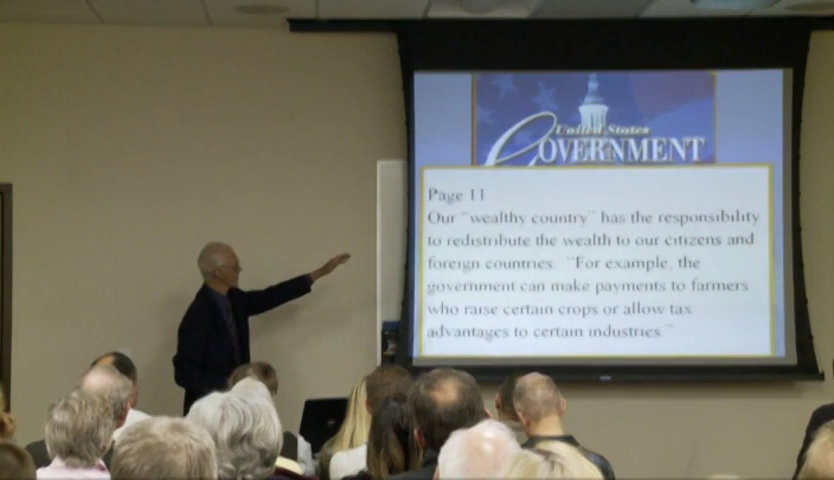 United States
GOVERNMENT
Page 11
Our "wealthy country" has the responsibility
to redistribute the wealth to our citizens and
foreign countries. "For example, the
government can make payments to farmers
who raise certain crops or allow tax
advantages to certain industries."